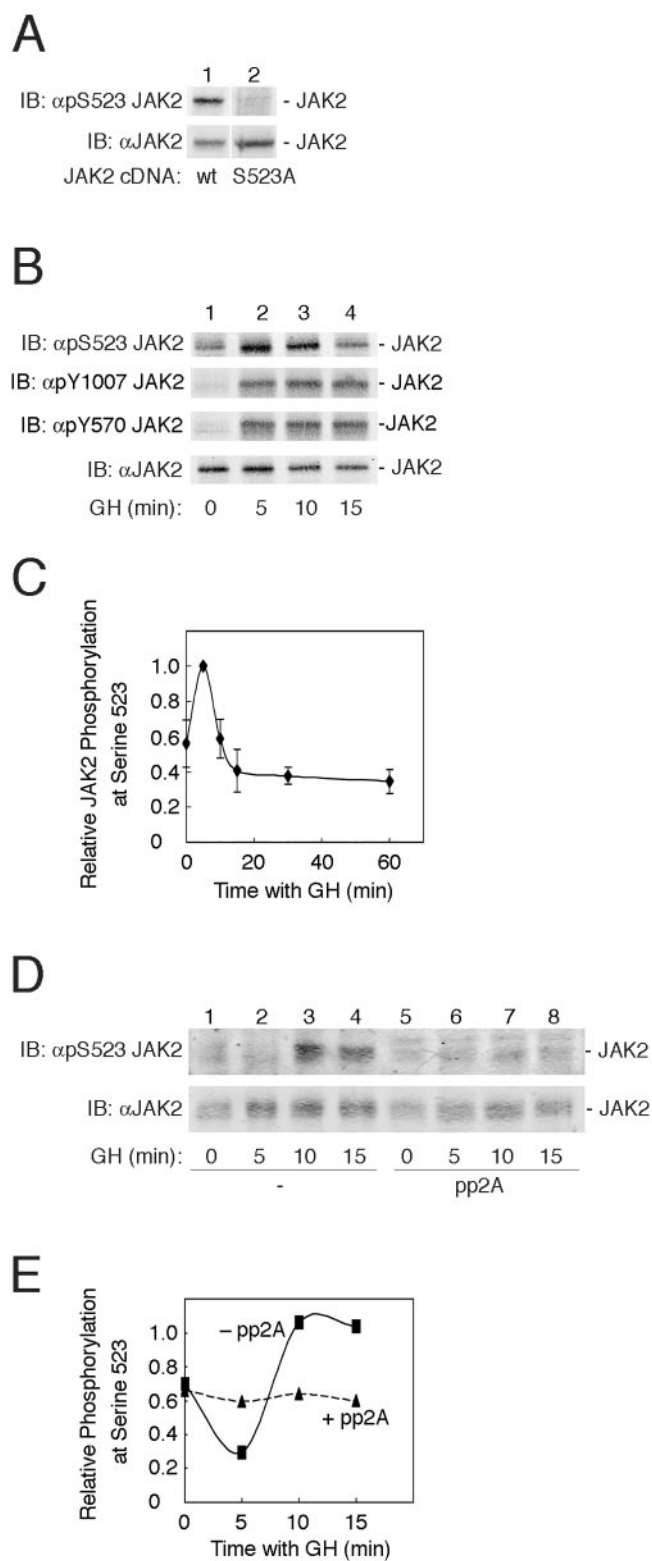 A
1 2
IB: αpS523 JAK2 - JAK2
IB: αJAK2 - JAK2
JAK2 cDNA: wt S523A
B
1 2 3 4
IB: αpS523 JAK2 - JAK2
IB: αpY1007 JAK2 - JAK2
IB: αpY570 JAK2 -JAK2
IB: αJAK2 - JAK2
GH (min): 0 5 10 15
C
Relative JAK2 Phosphorylation
at Serine 523
1.0
0.8
0.6
0.4
0.2
0
0 20 40 60
Time with GH (min)
D
1 2 3 4 5 6 7 8
IB: αpS523 JAK2 - JAK2
IB: αJAK2 - JAK2
GH (min): 0 5 10 15 0 5 10 15
- pp2A
E
Relative Phosphorylation
at Serine 523
1.0
0.8
0.6
0.4
0.2
0
– pp2A
+ pp2A
0 5 10 15
Time with GH (min)